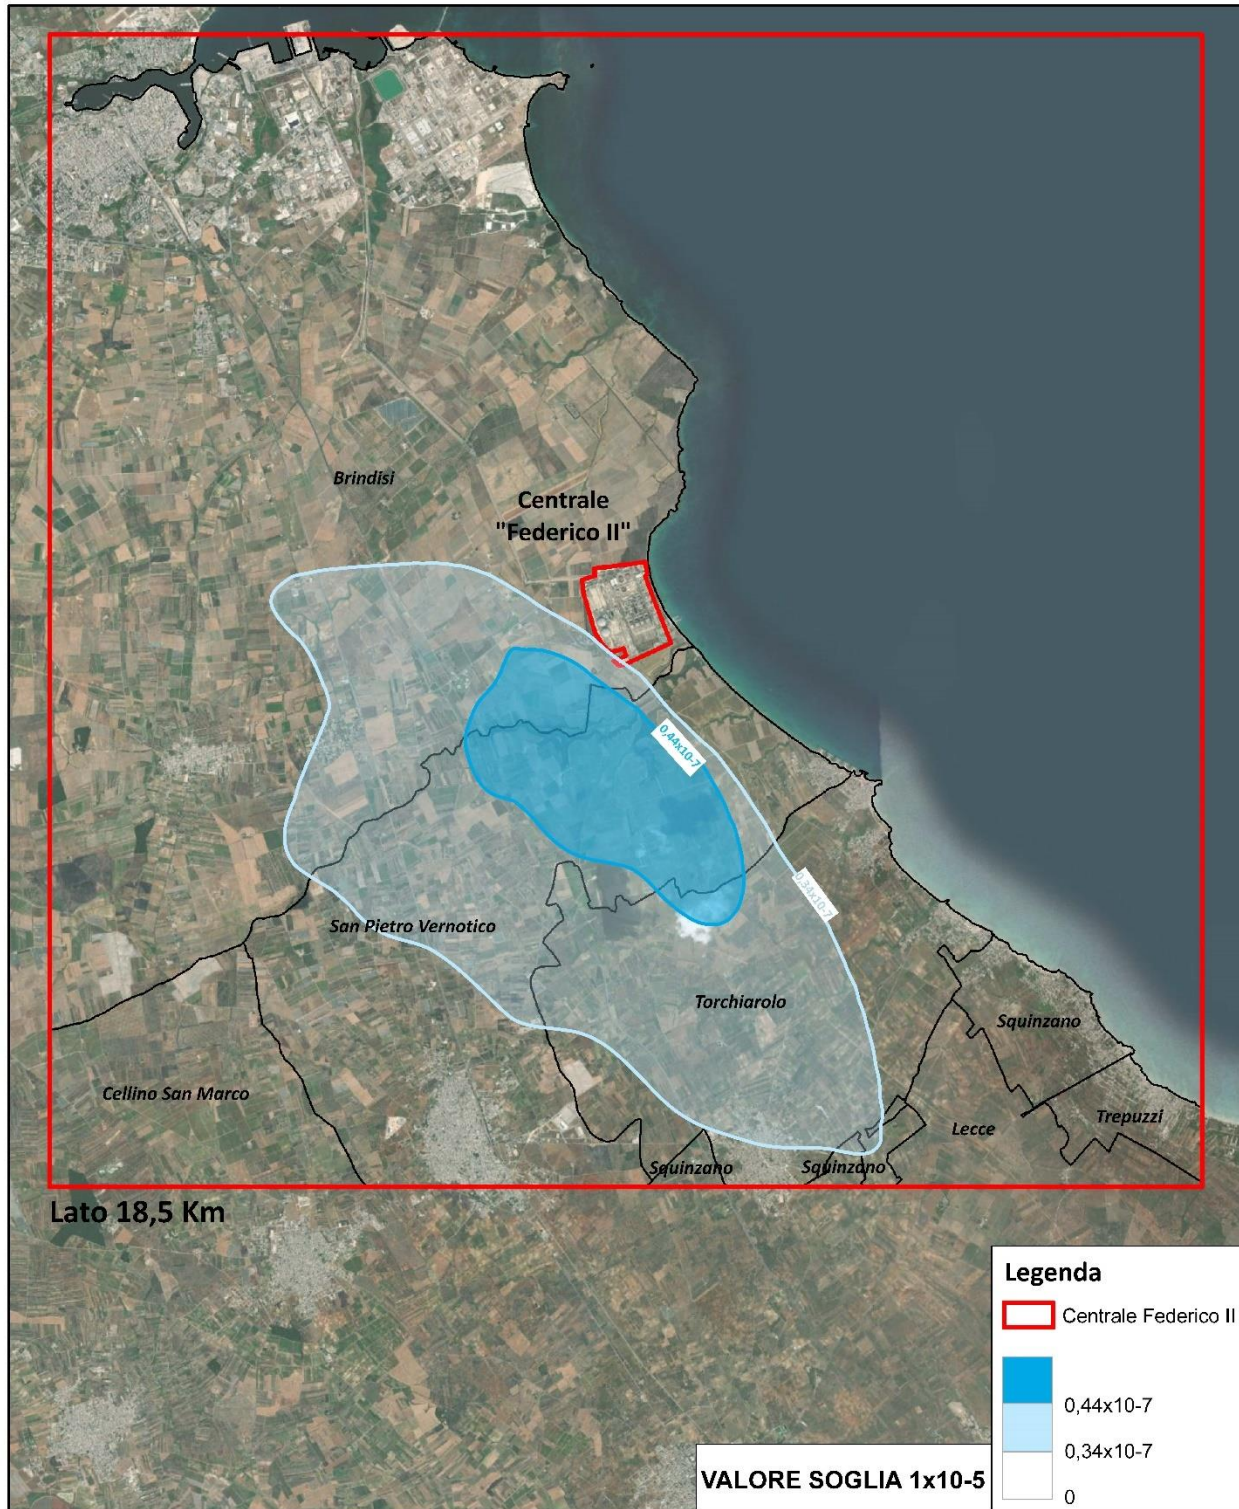 Brindisi
Centrale
"Federico II"
0,44x10-7
0,34x10-7
San Pietro Vernotico
Torchiarolo
Squinzano
Cellino San Marco
Lecce
Trepuzzi
Squinzano
Squinzano
Lato 18,5 Km
Legenda
Centrale Federico II
0,44x10-7
0,34x10-7
0
VALORE SOGLIA 1x10-5